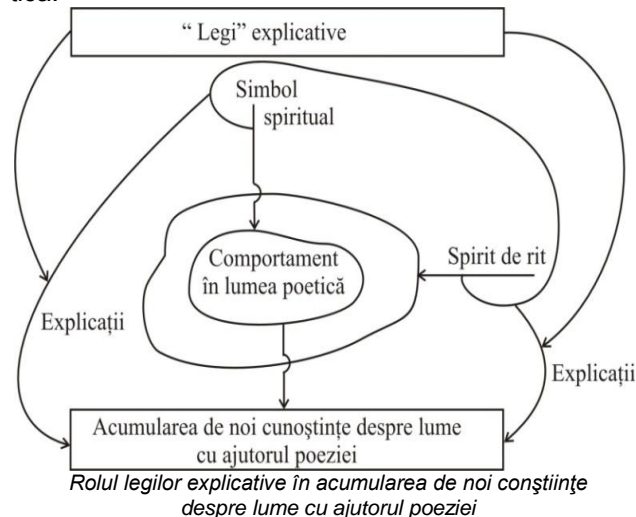 “ Legi” explicative
Simbol
spiritual
Comportament
în lumea poetică
Spirit de rit
Explicații
Explicații
Acumularea de noi cunoştințe despre lume
cu ajutorul poeziei
Rolul legilor explicative în acumularea de noi conştiinţe
despre lume cu ajutorul poeziei